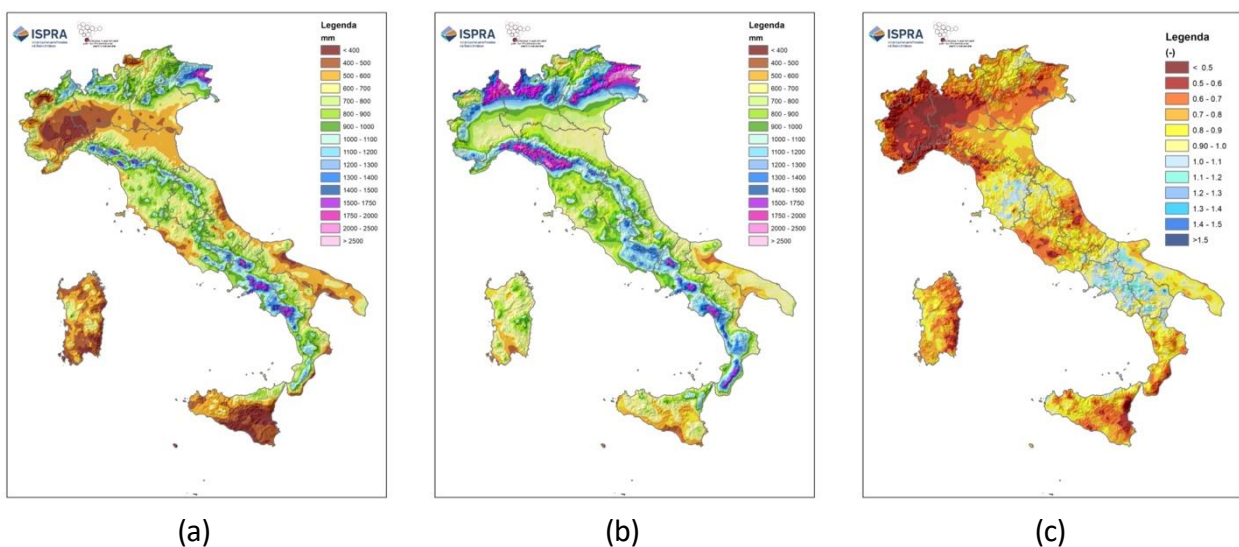 ISPRA
Legenda
mm
< 400
400 - 500
500 - 600
600 - 700
700 - 800
800 - 900
900 - 1000
1000 - 1100
1100 - 1200
1200 - 1300
1300 - 1400
1400 - 1500
1500- 1750
1750 - 2000
2000 - 2500
> 2500
ISPRA
Legenda
mm
< 400
400 - 500
500 - 600
600 - 700
700 - 800
800 - 900
900 - 1000
1000 - 1100
1100 - 1200
1200 - 1300
1300 - 1400
1400 - 1500
1500- 1750
1750 - 2000
2000 - 2500
> 2500
ISPRA
Legenda
(-)
< 0.5
0.5 - 0.6
0.6 - 0.7
0.7 - 0.8
0.8 - 0.9
0.90 - 1.0
1.0 - 1.1
1.1 - 1.2
1.2 - 1.3
1.3 - 1.4
1.4 - 1.5
>1.5
(a)
(b)
(c)